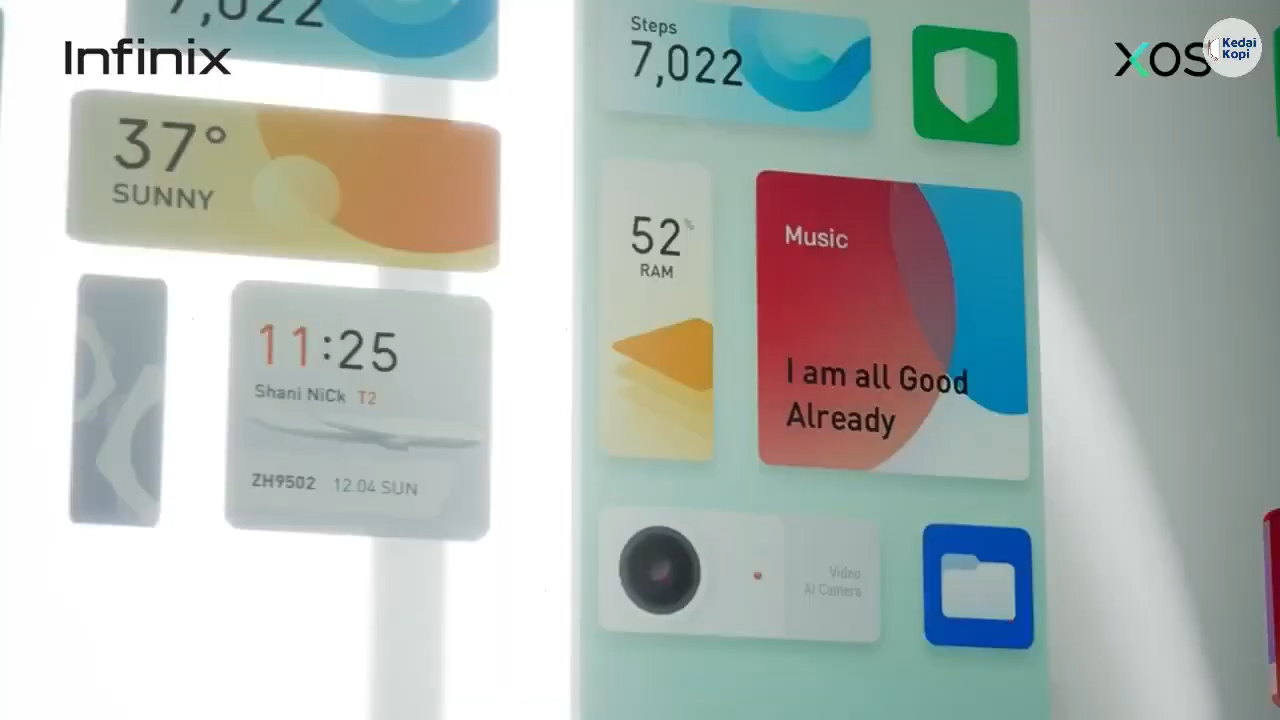 7,022
Infinix
37°
SUNNY
11:25
Shani NiCk T2
ZH9502 12.04 SUN
Steps
7,022
52%
RAM
Music
I am all Good
Already
Video
AI Camera
XOS
Kedai
Kopi